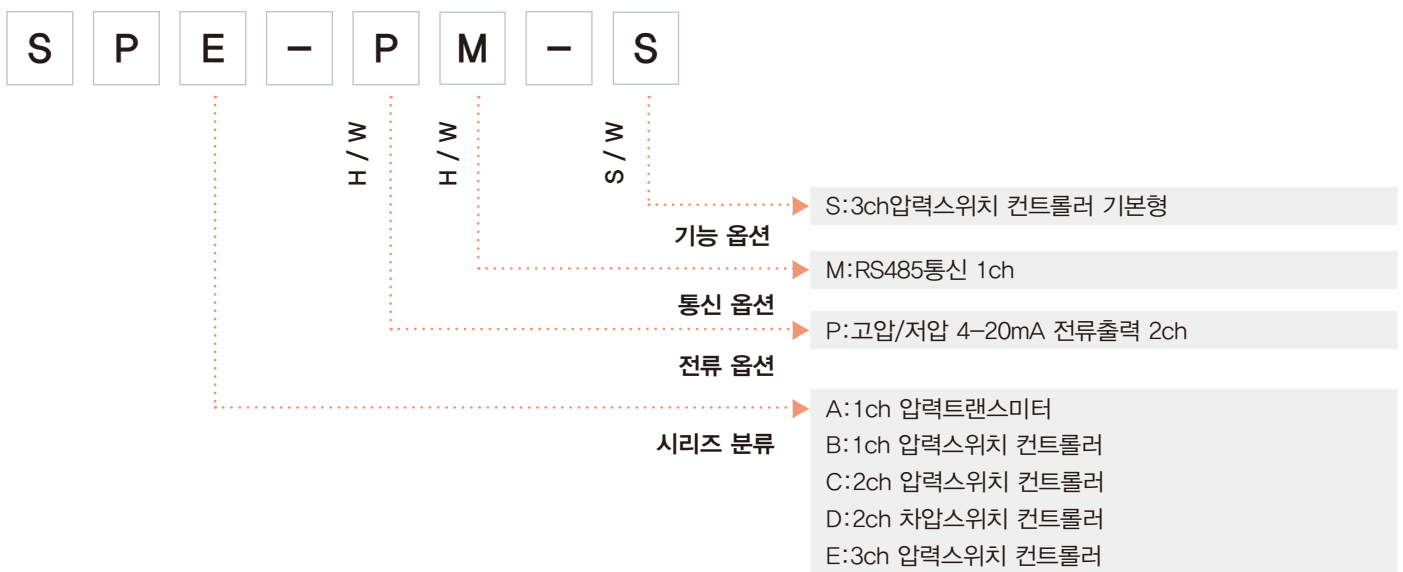 S P E - P M - S
H / W
H / W
S / W
S:3ch압력스위치 컨트롤러 기본형
기능 옵션
M:RS485통신 1ch
통신 옵션
P:고압/저압 4-20mA 전류출력 2ch
전류 옵션
A:1ch 압력트랜스미터
시리즈 분류
B:1ch 압력스위치 컨트롤러
C:2ch 압력스위치 컨트롤러
D:2ch 차압스위치 컨트롤러
E:3ch 압력스위치 컨트롤러